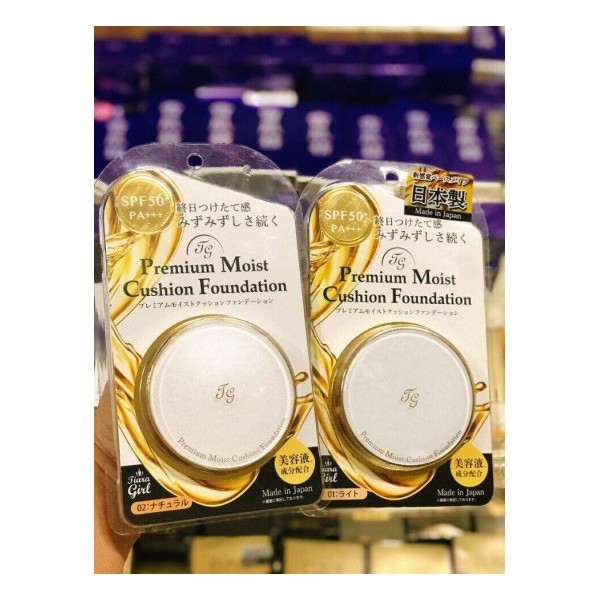 SPF50+
PA+++
終日つけたて感
みずみずしさ続く
TG
Premium Moist
Cushion Foundation
プレミアムモイストクッションファンデーション
TG
Premium Moist Cushion Foundation
美容液
成分配合
Made in Japan
Tiara
Girl
02:ナチュラル
日本製
Made in Japan
SPF50+
PA+++
終日つけたて感
みずみずしさ続く
TG
Premium Moist
Cushion Foundation
プレミアムモイストクッションファンデーション
TG
Premium Moist Cushion Foundation
美容液
成分配合
Made in Japan
Tiara
Girl
01:ライト